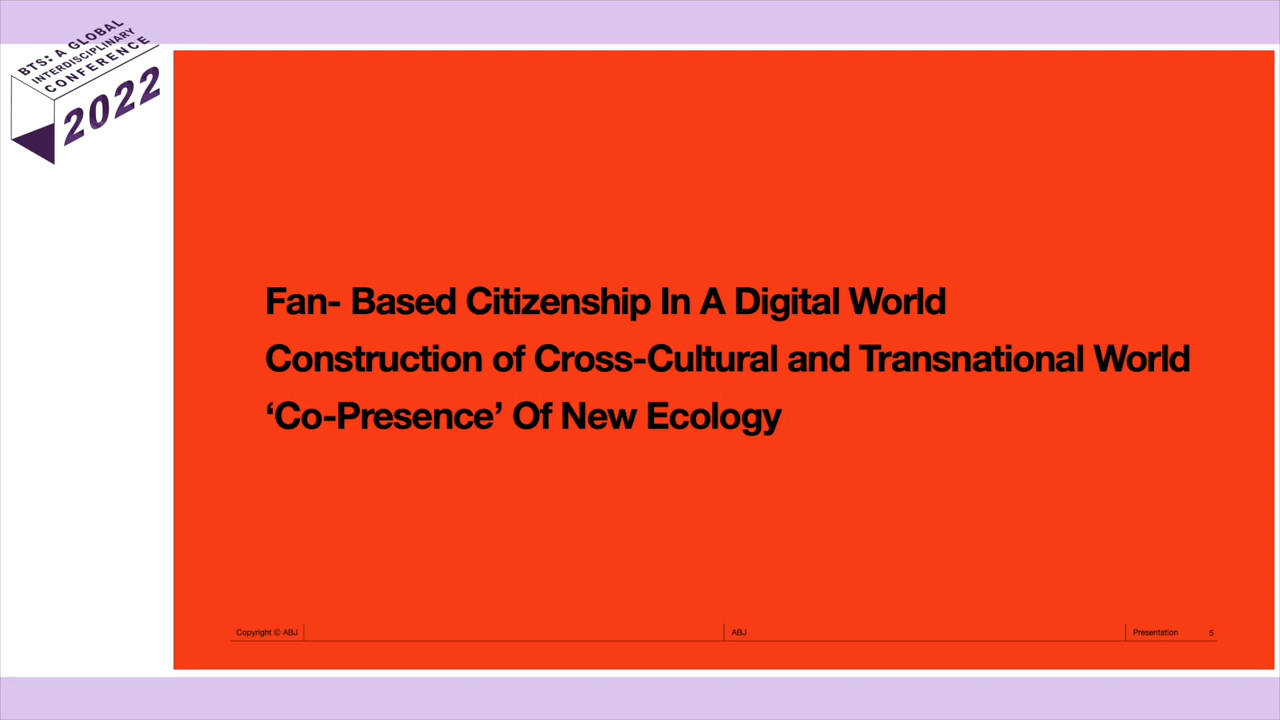 BTS: A GLOBAL
INTERDISCIPLINARY
CONFERENCE
2022
Fan- Based Citizenship In A Digital World
Construction of Cross-Cultural and Transnational World
‘Co-Presence’ Of New Ecology
Copyright © ABJ
ABJ
Presentation
5